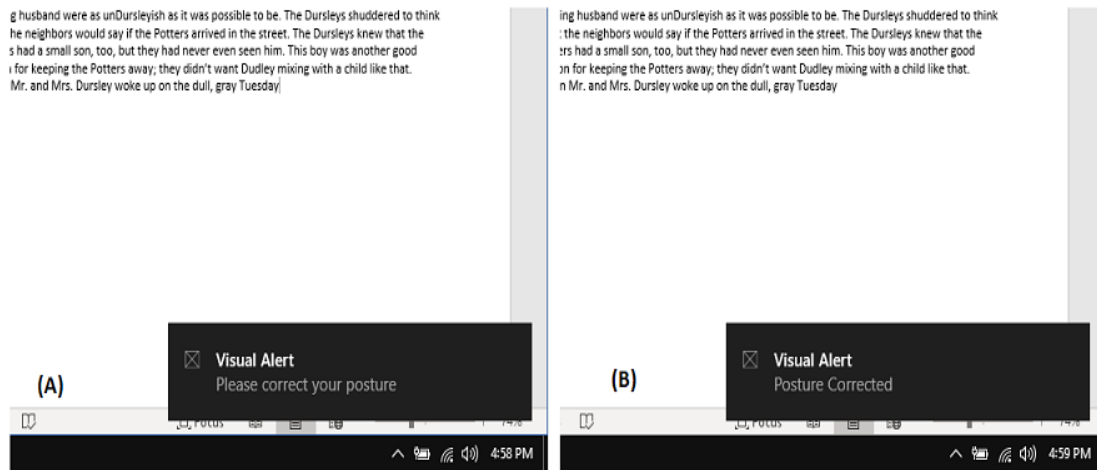 g husband were as unDursleyish as it was possible to be. The Dursleys shuddered to think
he neighbors would say if the Potters arrived in the street. The Dursleys knew that the
s had a small son, too, but they had never even seen him. This boy was another good
for keeping the Potters away; they didn't want Dudley mixing with a child like that.
Mr. and Mrs. Dursley woke up on the dull, gray Tuesday
Visual Alert
Please correct your posture
(A)
Focus
74%
4:58 PM
ing husband were as unDursleyish as it was possible to be. The Dursleys shuddered to think
the neighbors would say if the Potters arrived in the street. The Dursleys knew that the
ers had a small son, too, but they had never even seen him. This boy was another good
on for keeping the Potters away; they didn't want Dudley mixing with a child like that.
n Mr. and Mrs. Dursley woke up on the dull, gray Tuesday
Visual Alert
Posture Corrected
(B)
Focus
74%
4:59 PM